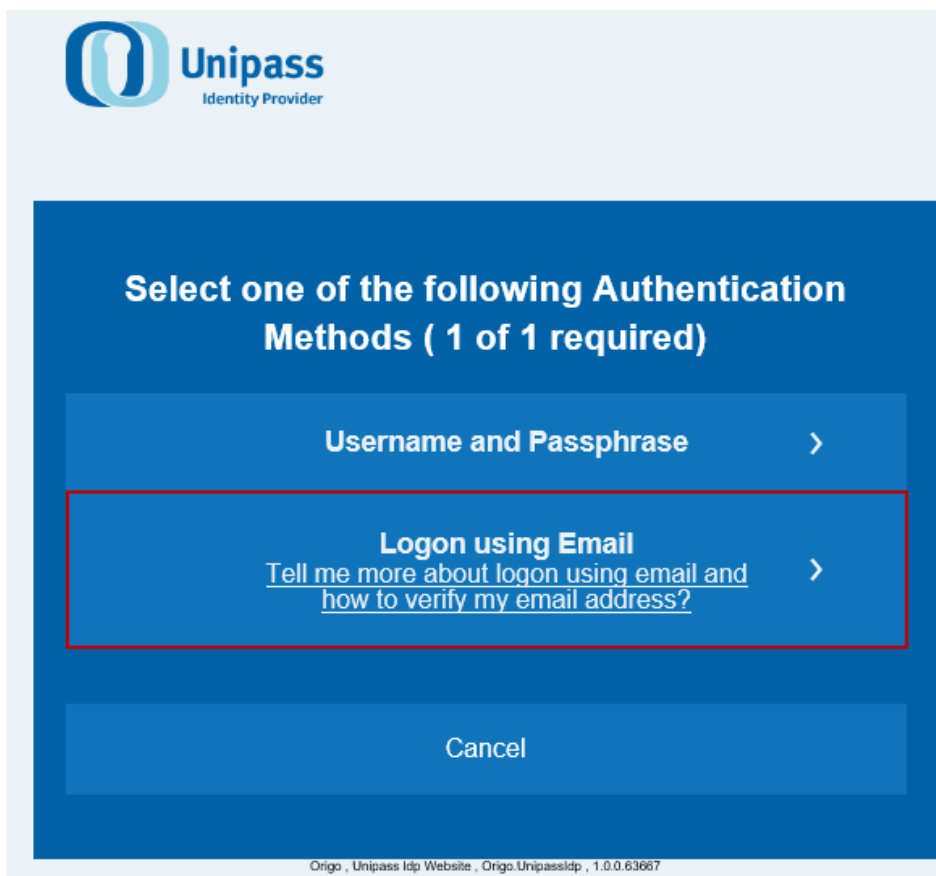 Unipass
Identity Provider
Select one of the following Authentication
Methods ( 1 of 1 required)
Username and Passphrase
Logon using Email
Tell me more about logon using email and
how to verify my email address?
Cancel
Origo , Unipass Idp Website , Origo.UnipassIdp , 1.0.0.63667